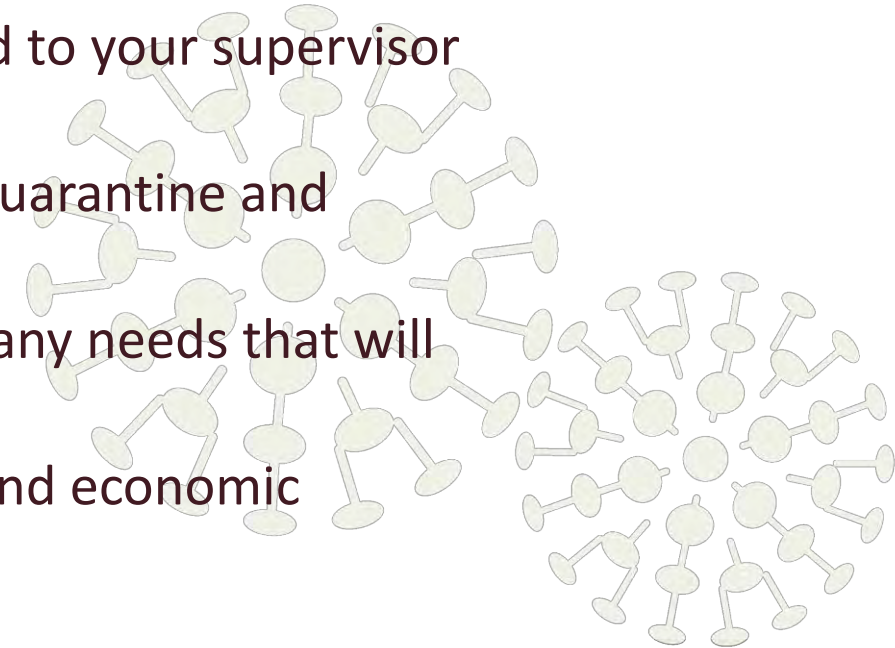 d to your supervisor
uarantine and
any needs that will
nd economic